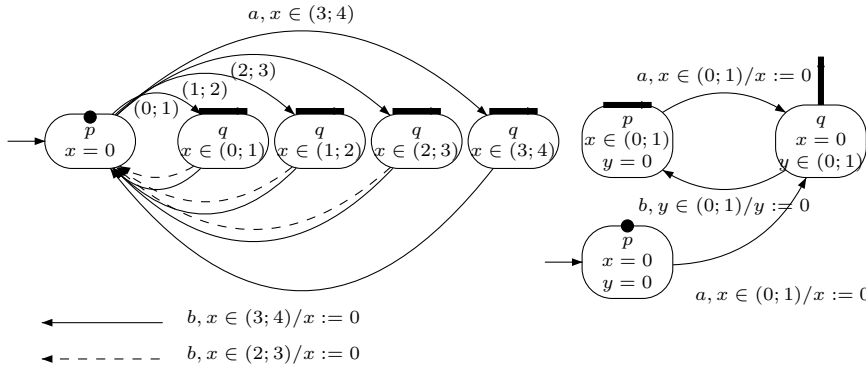 a, x ∈ (3; 4)
(2; 3)
(1; 2)
(0; 1)
p
x = 0
q
x ∈ (0; 1)
q
x ∈ (1; 2)
q
x ∈ (2; 3)
q
x ∈ (3; 4)
b, x ∈ (3; 4)/x := 0
b, x ∈ (2; 3)/x := 0
a, x ∈ (0; 1)/x := 0
p
x ∈ (0; 1)
y = 0
q
x = 0
y ∈ (0; 1)
b, y ∈ (0; 1)/y := 0
p
x = 0
y = 0
a, x ∈ (0; 1)/x := 0